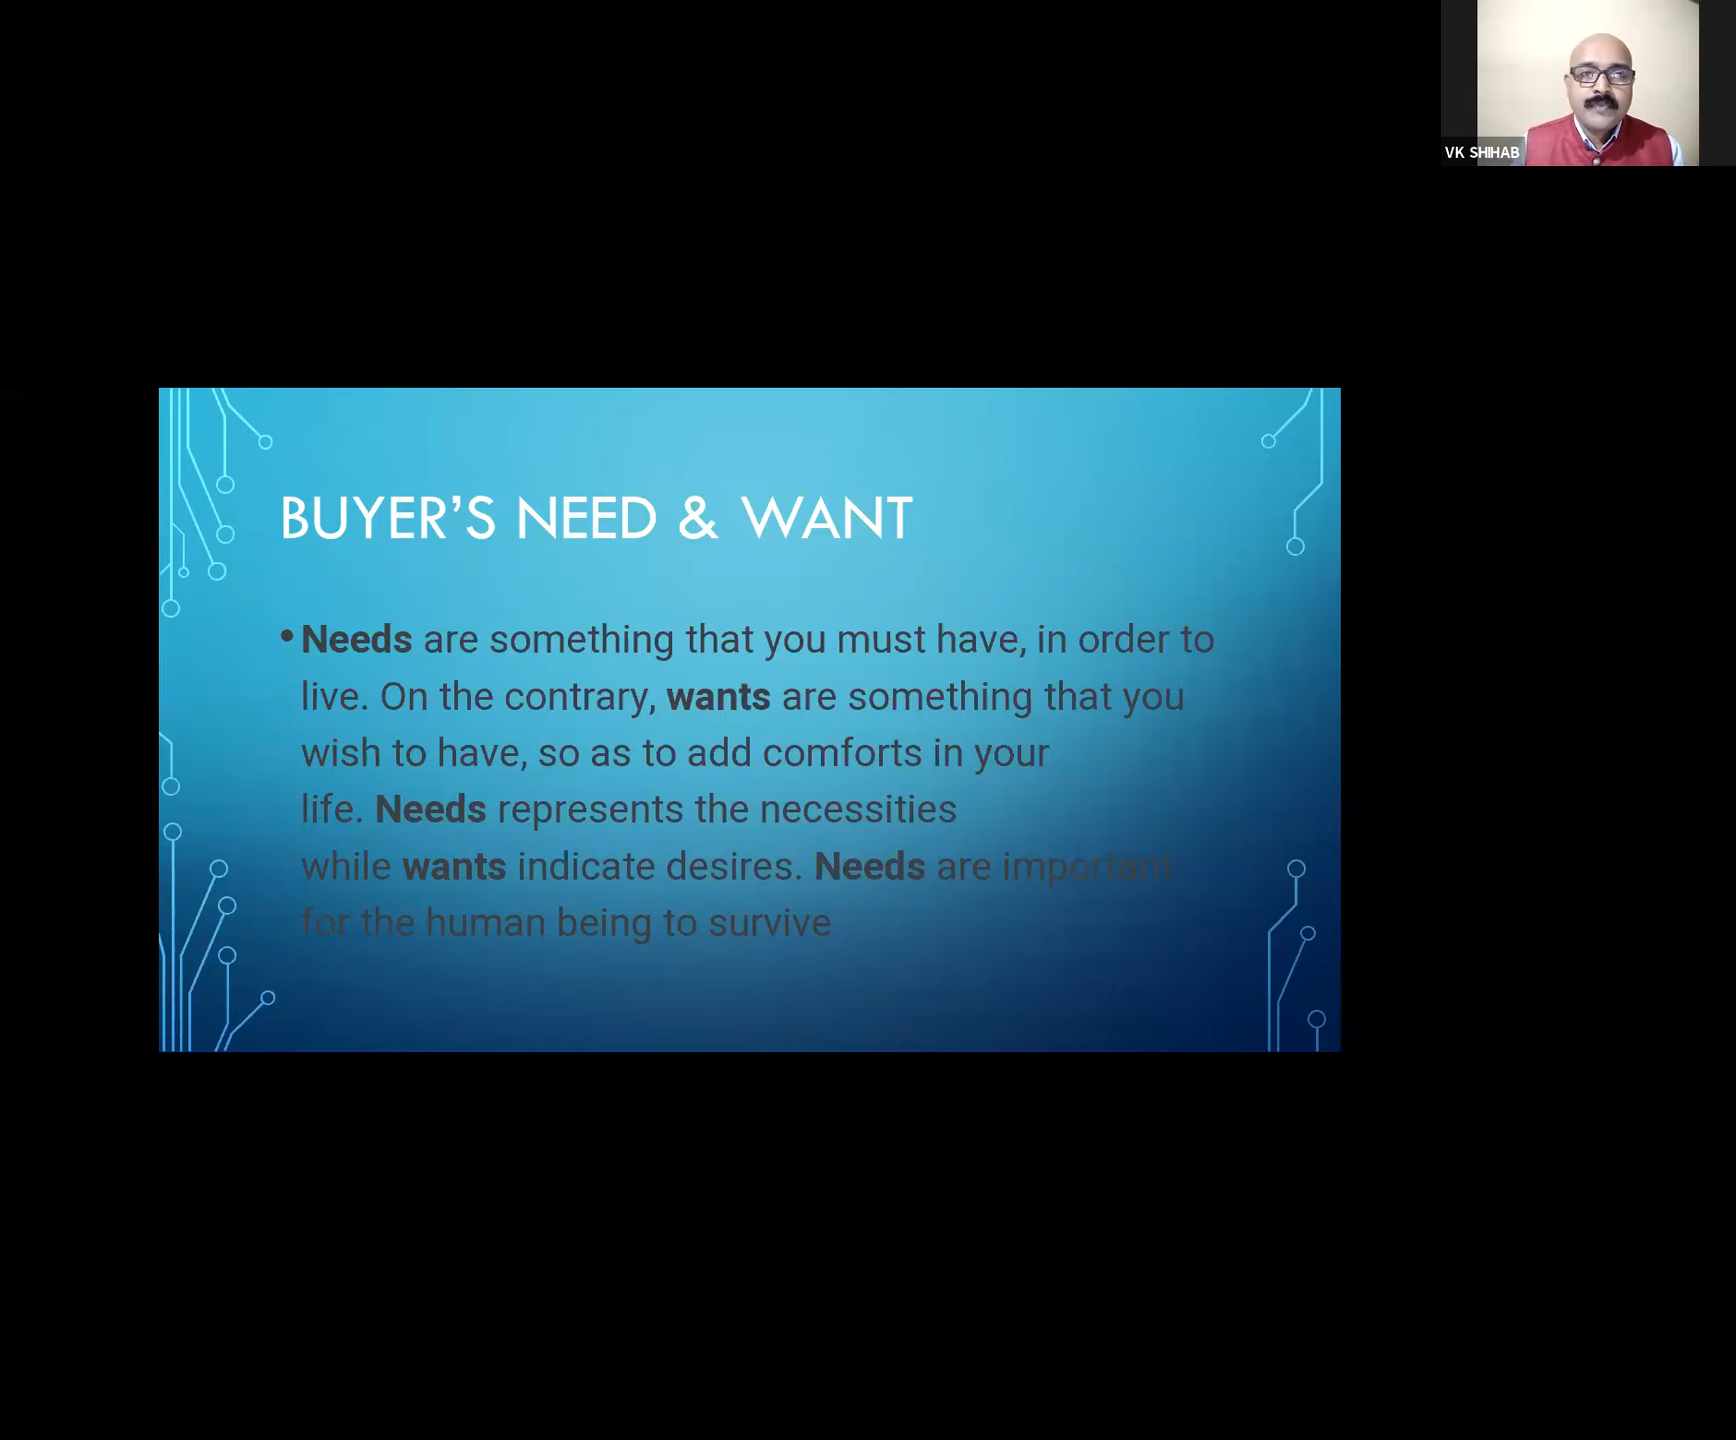 VK SHIHAB
BUYER’S NEED & WANT
• Needs are something that you must have, in order to
live. On the contrary, wants are something that you
wish to have, so as to add comforts in your
life. Needs represents the necessities
while wants indicate desires. Needs are important
for the human being to survive